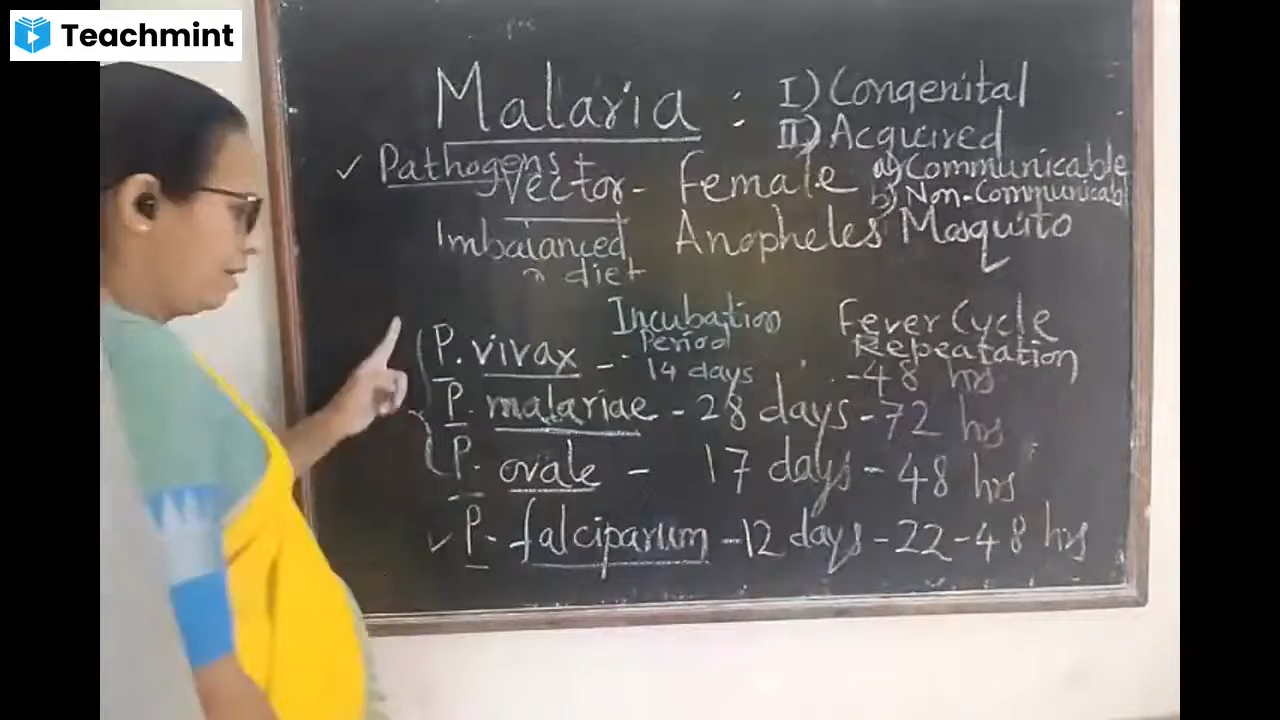 Teachmint
Malaria : I) Congenital
II) Acquired
✓ Pathogens + a) Communicable
Vector - Female b) Non-Communicabl
Imbalanced Anopheles Mosquito
diet
Incubation Fever Cycle
Period Repeatation
P. vivax - 14 days - 48 hrs
P. malariae - 28 days - 72 hrs
P. ovale - 17 days - 48 hrs
✓ P. falciparum - 12 days - 22-48 hrs